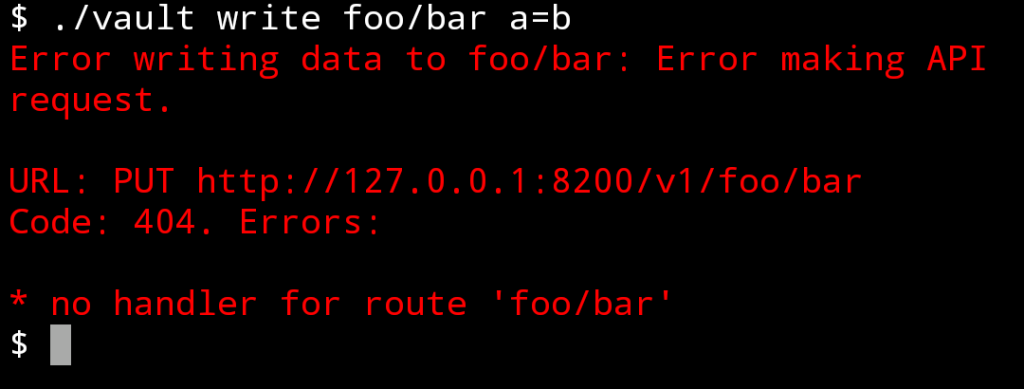 $ ./vault write foo/bar a=b
Error writing data to foo/bar: Error making API
request.
URL: PUT http://127.0.0.1:8200/v1/foo/bar
Code: 404. Errors:
* no handler for route 'foo/bar'
$